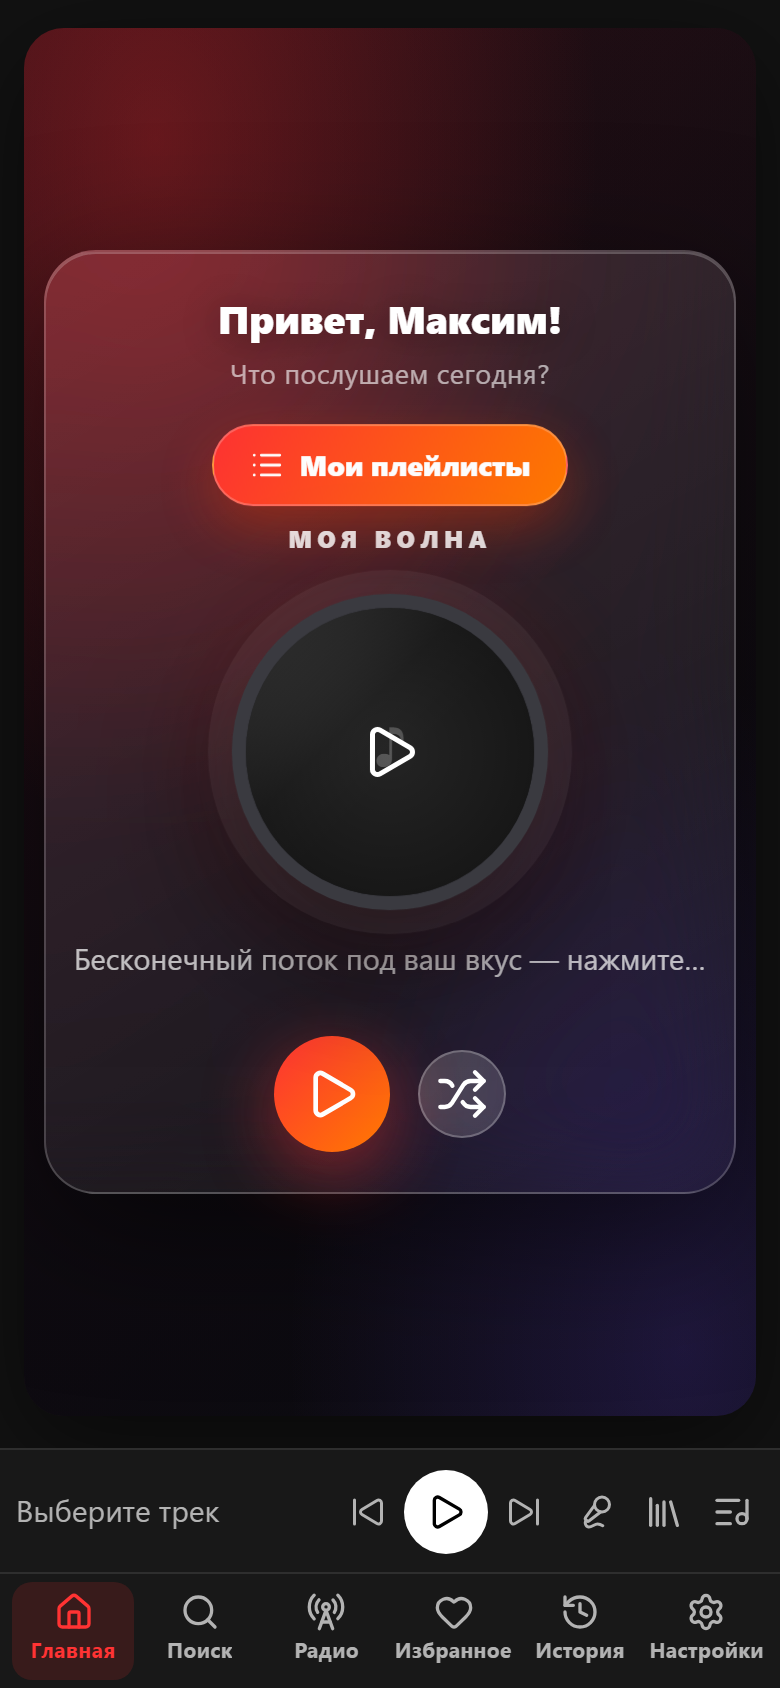 Привет, Максим!
Что послушаем сегодня?
Мои плейлисты
МОЯ ВОЛНА
Бесконечный поток под ваш вкус — нажмите...
Выберите трек
Главная
Поиск
Радио
Избранное
История
Настройки